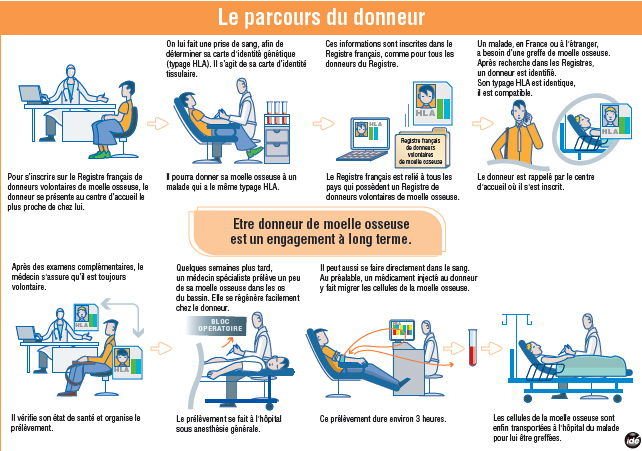 Le parcours du donneur
On lui fait une prise de sang, afin de
déterminer sa carte d'identité génétique
(typage HLA). Il s'agit de sa carte d'identité
tissulaire.
Ces informations sont inscrites dans le
Registre français, comme pour tous les
donneurs du Registre.
Un malade, en France ou à l'étranger,
a besoin d'une greffe de moelle osseuse.
Après recherche dans les Registres,
un donneur est identifié.
Son typage HLA est identique,
il est compatible.
HLA
HLA
HLA
Registre français
de donneurs
volontaires
de moelle osseuse
Pour s'inscrire sur le Registre français de
donneurs volontaires de moelle osseuse, le
donneur se présente au centre d'accueil le
plus proche de chez lui.
Il pourra donner sa moelle osseuse à un
malade qui a le même typage HLA.
Le Registre français est relié à tous les
pays qui possèdent un Registre de
donneurs volontaires de moelle osseuse.
Le donneur est rappelé par le centre
d'accueil où il s'est inscrit.
Etre donneur de moelle osseuse
est un engagement à long terme.
Après des examens complémentaires, le
médecin s'assure qu'il est toujours
volontaire.
Quelques semaines plus tard,
un médecin spécialiste prélève un peu
de sa moelle osseuse dans les os
du bassin. Elle se régénère facilement
chez le donneur.
Il peut aussi se faire directement dans le sang.
Au préalable, un médicament injecté au donneur
y fait migrer les cellules de la moelle osseuse.
HLA
HLA
BLOC
OPERATOIRE
Il vérifie son état de santé et organise le
prélèvement.
Le prélèvement se fait à l'hôpital
sous anesthésie générale.
Ce prélèvement dure environ 3 heures.
Les cellules de la moelle osseuse sont
enfin transportées à l'hôpital du malade
pour lui être greffées.
idé